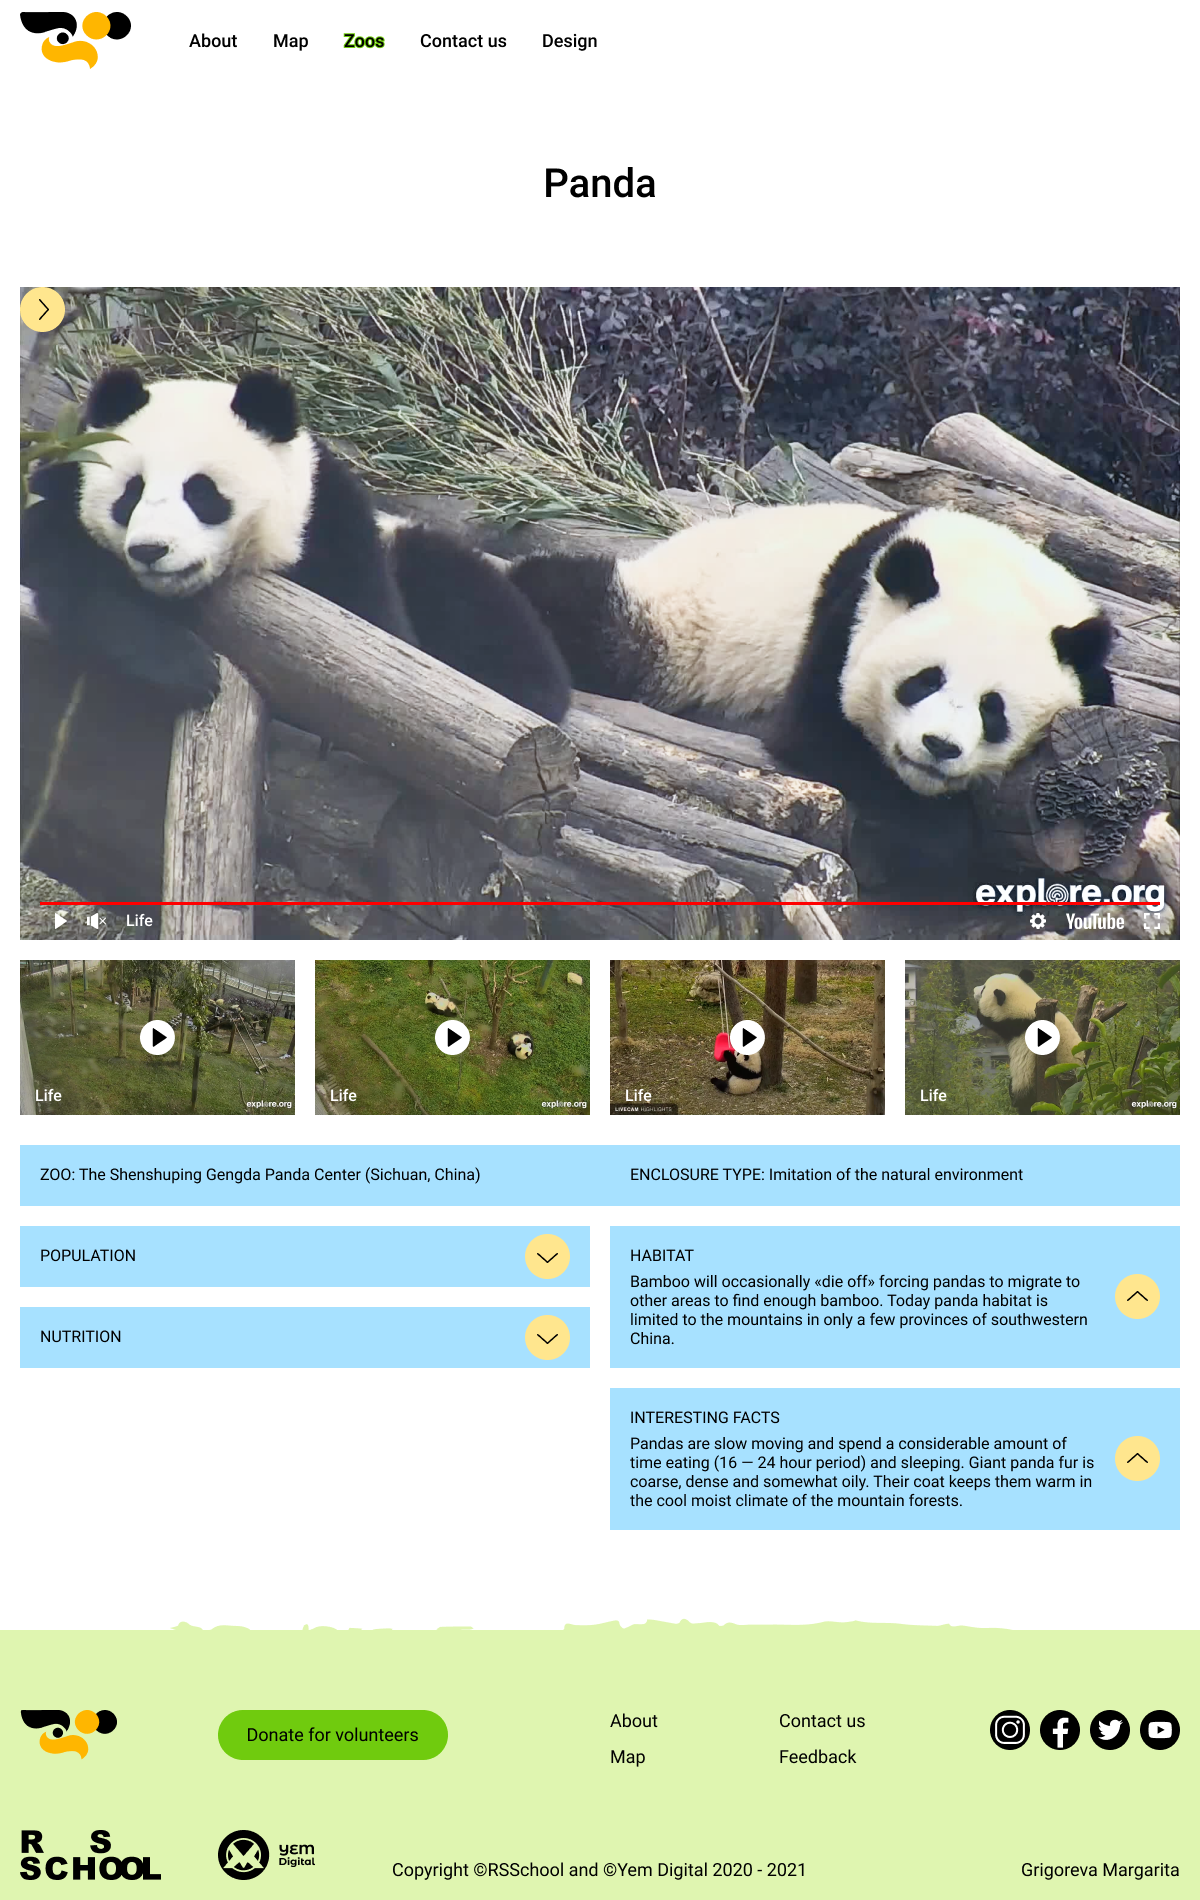 About
Map
Zoos
Contact us
Design
Panda
explore.org
Life
YouTube
Life
explore.org
Life
explore.org
Life
LIVECAM HIGHLIGHTS
Life
explore.org
ZOO: The Shenshuping Gengda Panda Center (Sichuan, China)
ENCLOSURE TYPE: Imitation of the natural environment
POPULATION
NUTRITION
HABITAT
Bamboo will occasionally «die off» forcing pandas to migrate to
other areas to find enough bamboo. Today panda habitat is
limited to the mountains in only a few provinces of southwestern
China.
INTERESTING FACTS
Pandas are slow moving and spend a considerable amount of
time eating (16 — 24 hour period) and sleeping. Giant panda fur is
coarse, dense and somewhat oily. Their coat keeps them warm in
the cool moist climate of the mountain forests.
Donate for volunteers
About
Contact us
Map
Feedback
RS
SCHOOL
yem
Digital
Copyright ©RSSchool and ©Yem Digital 2020 - 2021
Grigoreva Margarita